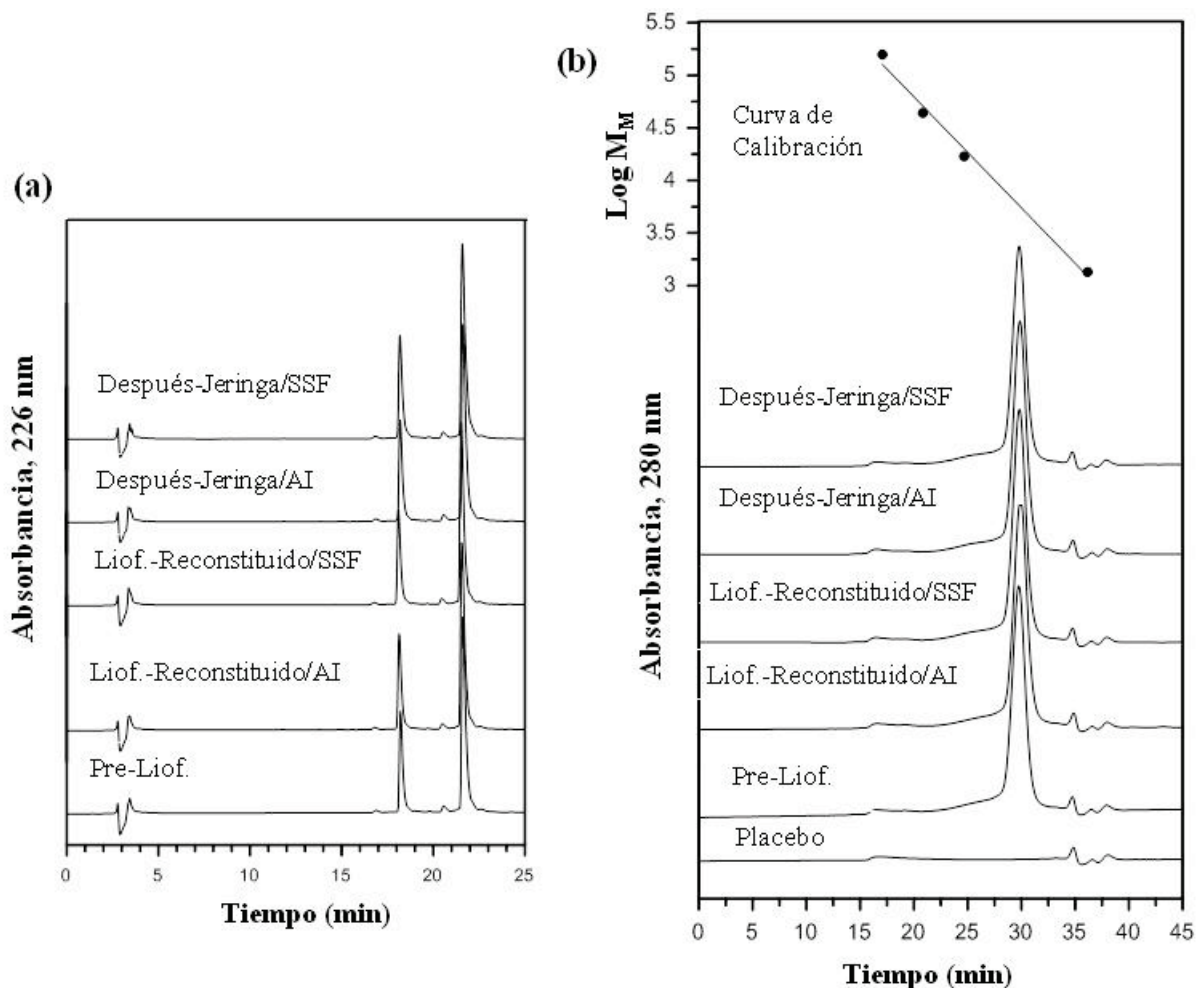 (a)
Absorbancia, 226 nm
Después-Jeringa/SSF
Después-Jeringa/AI
Liof.-Reconstituido/SSF
Liof.-Reconstituido/AI
Pre-Liof.
0 5 10 15 20 25
Tiempo (min)
(b)
Log M_M
5.5
5
4.5
4
3.5
3
Curva de
Calibración
Absorbancia, 280 nm
Después-Jeringa/SSF
Después-Jeringa/AI
Liof.-Reconstituido/SSF
Liof.-Reconstituido/AI
Pre-Liof.
Placebo
0 5 10 15 20 25 30 35 40 45
Tiempo (min)